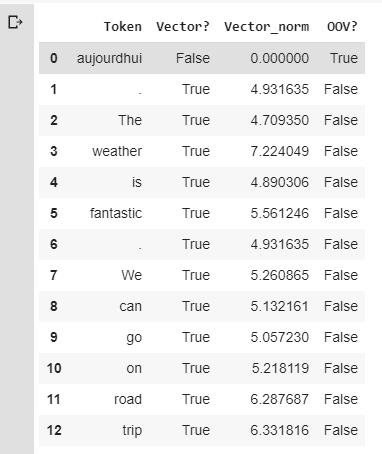 Token Vector? Vector_norm OOV?
0 aujourdhui False 0.000000 True
1 . True 4.931635 False
2 The True 4.709350 False
3 weather True 7.224049 False
4 is True 4.890306 False
5 fantastic True 5.561246 False
6 . True 4.931635 False
7 We True 5.260865 False
8 can True 5.132161 False
9 go True 5.057230 False
10 on True 5.218119 False
11 road True 6.287687 False
12 trip True 6.331816 False